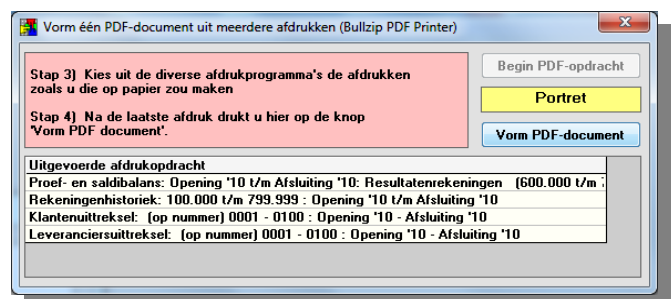 Vorm één PDF-document uit meerdere afdrukken (Bullzip PDF Printer)
Stap 3) Kies uit de diverse afdrukprogramma's de afdrukken
zoals u die op papier zou maken
Stap 4) Na de laatste afdruk drukt u hier op de knop
'Vorm PDF document'.
Begin PDF-opdracht
Portret
Vorm PDF-document
Uitgevoerde afdrukopdracht
Proef- en saldibalans: Opening '10 t/m Afsluiting '10: Resultatenrekeningen (600.000 t/m
Rekeningenhistoriek: 100.000 t/m 799.999 : Opening '10 t/m Afsluiting '10
Klantenuittreksel: (op nummer) 0001 - 0100 : Opening '10 - Afsluiting '10
Leveranciersuittreksel: (op nummer) 0001 - 0100 : Opening '10 - Afsluiting '10